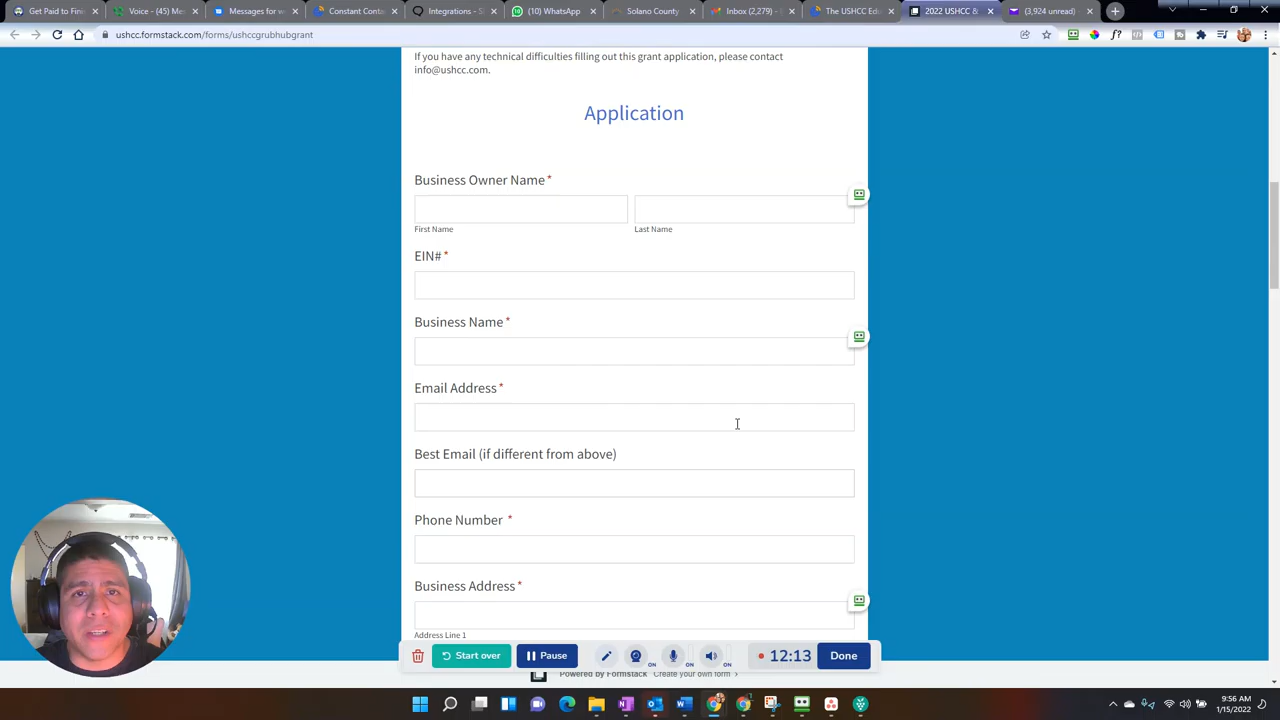 Get Paid to Fin
Voice - (45) M
Messages for w
Constant Conta
Integrations - S
(10) WhatsApp
Solano County
Inbox (2,279)
The USHCC Ed
2022 USHCC &
(3,924 unread)
ushcc.formstack.com/forms/ushccgrubhubgrant
If you have any technical difficulties filling out this grant application, please contact
info@ushcc.com.
Application
Business Owner Name*
First Name
Last Name
EIN#*
Business Name*
Email Address*
Best Email (if different from above)
Phone Number *
Business Address*
Address Line 1
Start over
Pause
ON
ON
ON
12:13
Done
Powered by Formstack
Create your own form ›
9:56 AM
1/15/2022